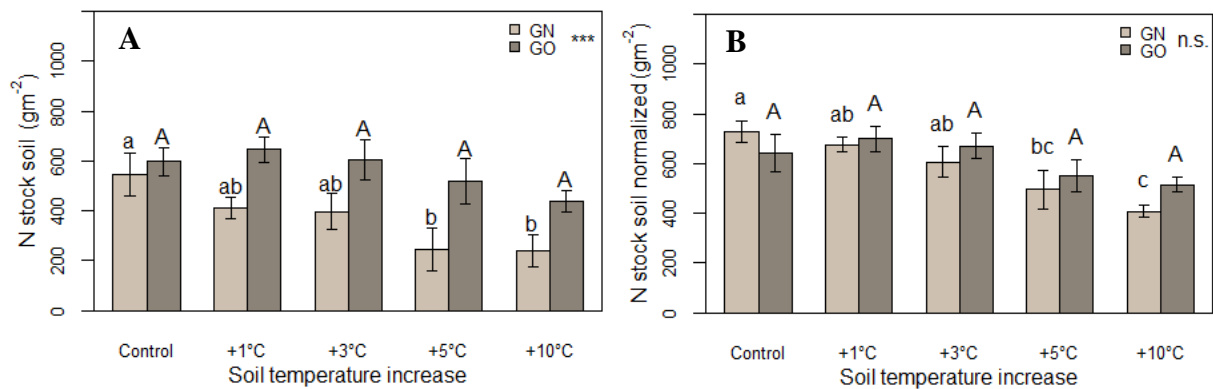 A
GN
GO
***
N stock soil (gm⁻²)
0
200
400
600
800
1000
a
A
ab
A
ab
A
b
A
b
A
Control
+1°C
+3°C
+5°C
+10°C
Soil temperature increase
B
GN
GO
n.s.
N stock soil normalized (gm⁻²)
0
200
400
600
800
1000
a
A
ab
A
ab
A
bc
A
c
A
Control
+1°C
+3°C
+5°C
+10°C
Soil temperature increase